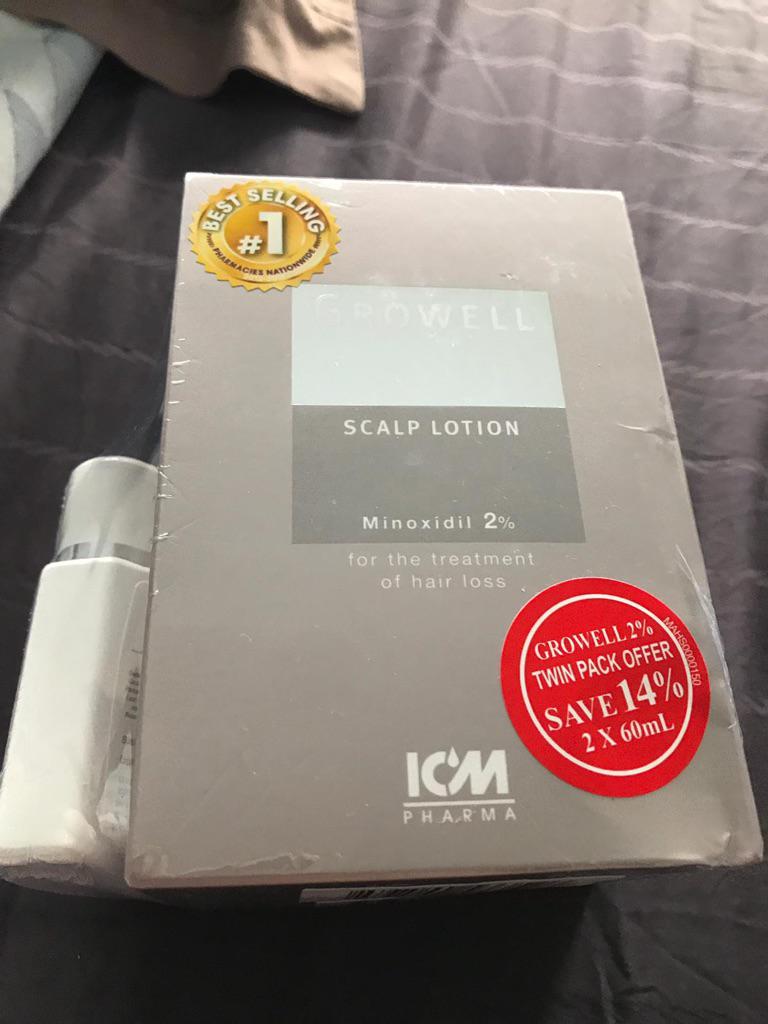 BEST SELLING
#1
PHARMACIES NATIONWIDE
GROWELL
SCALP LOTION
Minoxidil 2%
for the treatment
of hair loss
GROWELL 2%
TWIN PACK OFFER
SAVE 14%
2 X 60mL
MAHS0000150
ICM
PHARMA